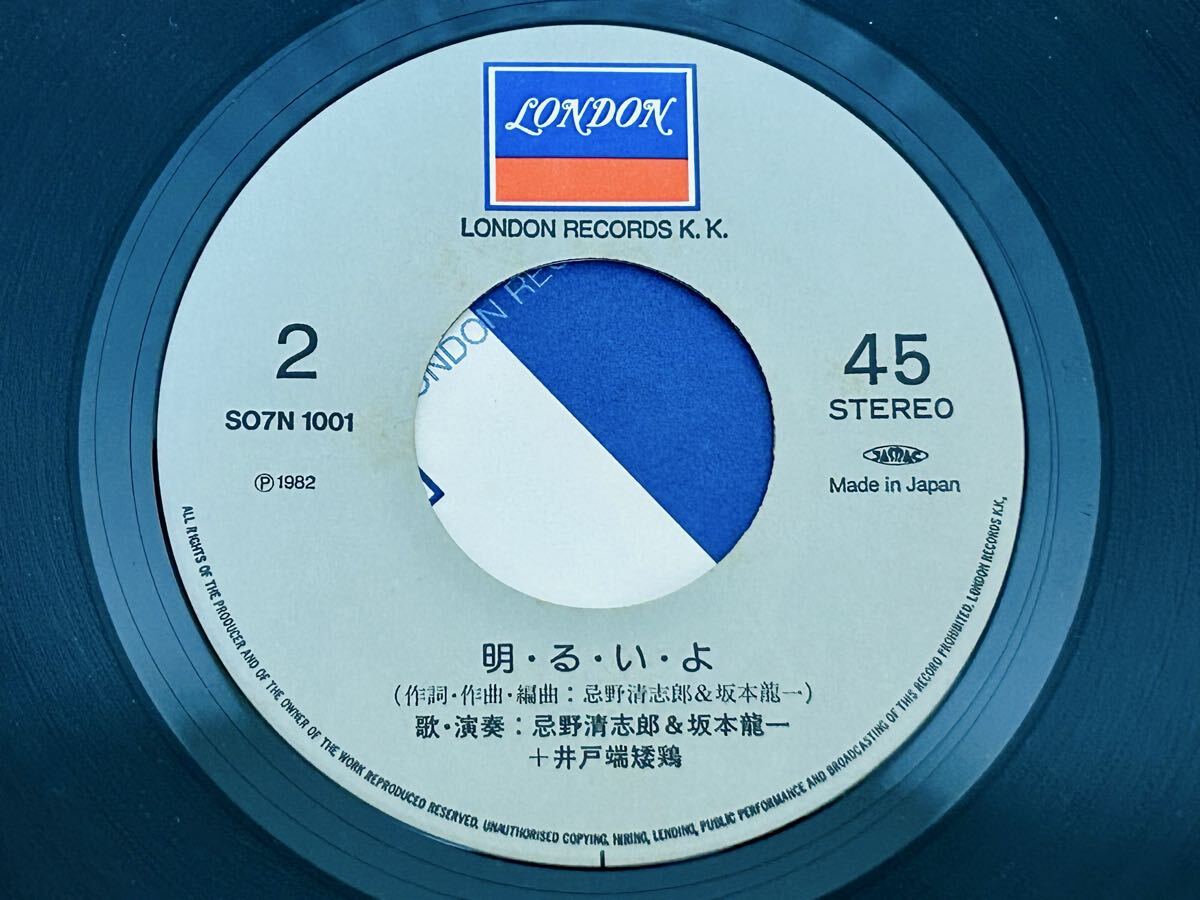 LONDON
LONDON RECORDS K.K.
ONDON REC
2
SO7N 1001
Ⓟ1982
45
STEREO
JASRAC
Made in Japan
明・る・い・よ
(作詞・作曲・編曲：忌野清志郎＆坂本龍一)
歌・演奏：忌野清志郎＆坂本龍一
＋井戸端矮鶏
ALL RIGHTS OF THE PRODUCER AND OF THE OWNER OF THE WORK REPRODUCED RESERVED. UNAUTHORISED COPYING, HIRING, LENDING, PUBLIC PERFORMANCE AND BROADCASTING OF THIS RECORD PROHIBITED. LONDON RECORDS K.K.